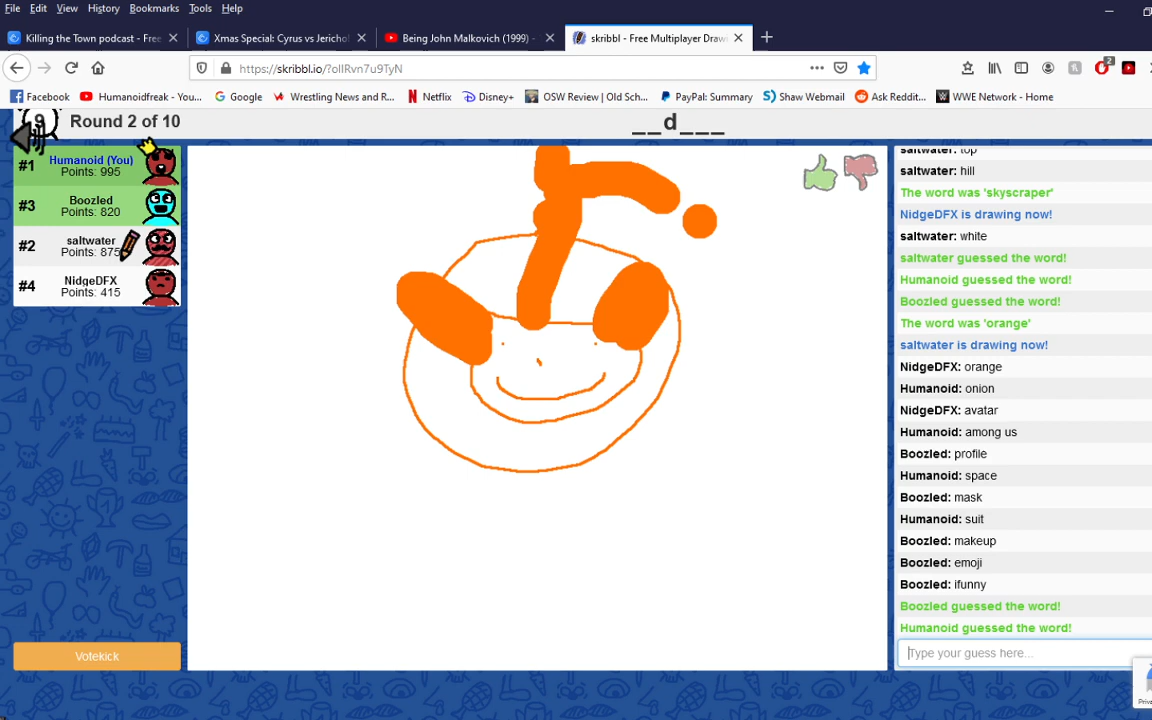 File Edit View History Bookmarks Tools Help
Killing the Town podcast - Free
Xmas Special: Cyrus vs Jericho
Being John Malkovich (1999) -
skribbl - Free Multiplayer Draw
https://skribbl.io/?olIRvn7u9TyN
2
Facebook Humanoidfreak - You... Google Wrestling News and R... Netflix Disney+ OSW Review | Old Sch... PayPal: Summary Shaw Webmail Ask Reddit... WWE Network - Home
9 Round 2 of 10
__d___
#1 Humanoid (You)
Points: 995
#3 Boozled
Points: 820
#2 saltwater
Points: 875
#4 NidgeDFX
Points: 415
Votekick
saltwater: top
saltwater: hill
The word was 'skyscraper'
NidgeDFX is drawing now!
saltwater: white
saltwater guessed the word!
Humanoid guessed the word!
Boozled guessed the word!
The word was 'orange'
saltwater is drawing now!
NidgeDFX: orange
Humanoid: onion
NidgeDFX: avatar
Humanoid: among us
Boozled: profile
Humanoid: space
Boozled: mask
Humanoid: suit
Boozled: makeup
Boozled: emoji
Boozled: ifunny
Boozled guessed the word!
Humanoid guessed the word!
Type your guess here...